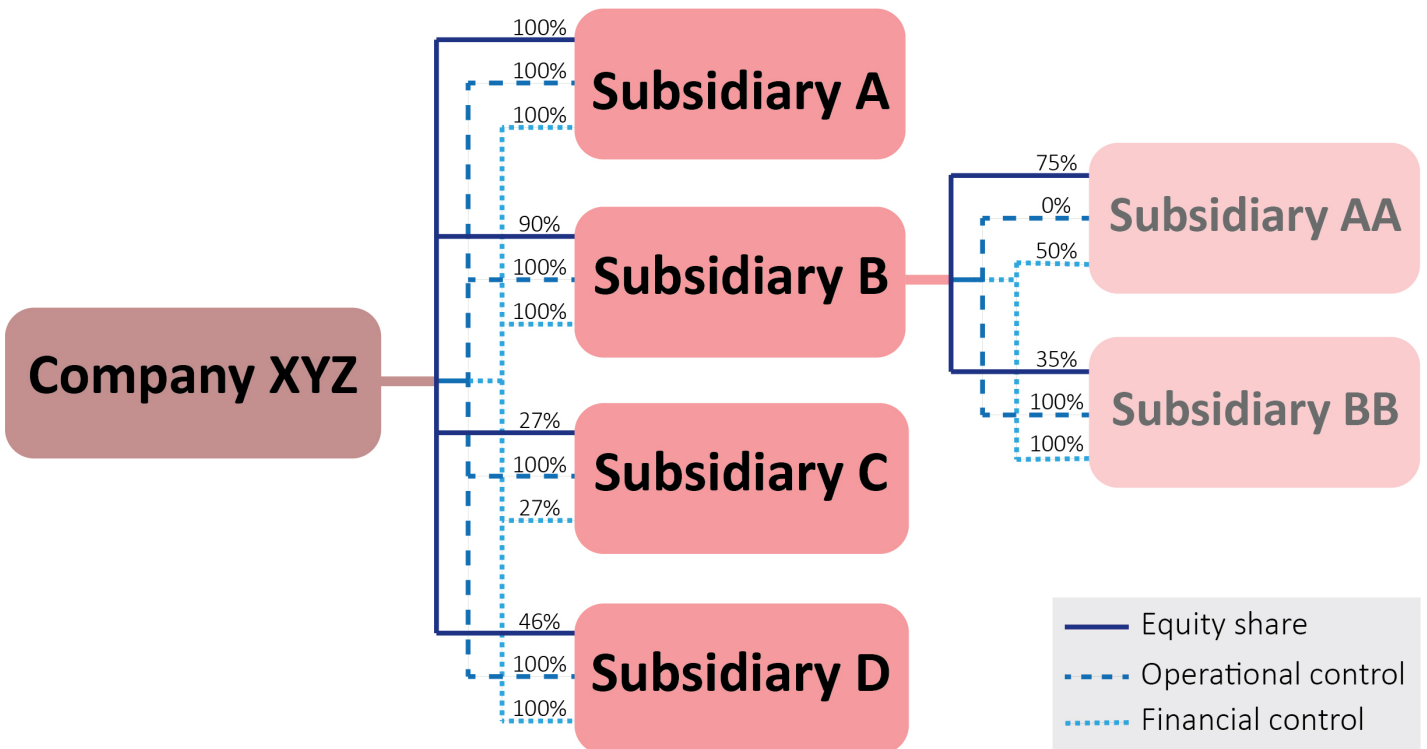 100%
100%
Subsidiary A
100%
75%
0%
Subsidiary AA
50%
90%
100%
Subsidiary B
100%
35%
100%
Subsidiary BB
100%
Company XYZ
27%
100%
Subsidiary C
27%
46%
100%
Subsidiary D
100%
Equity share
Operational control
Financial control